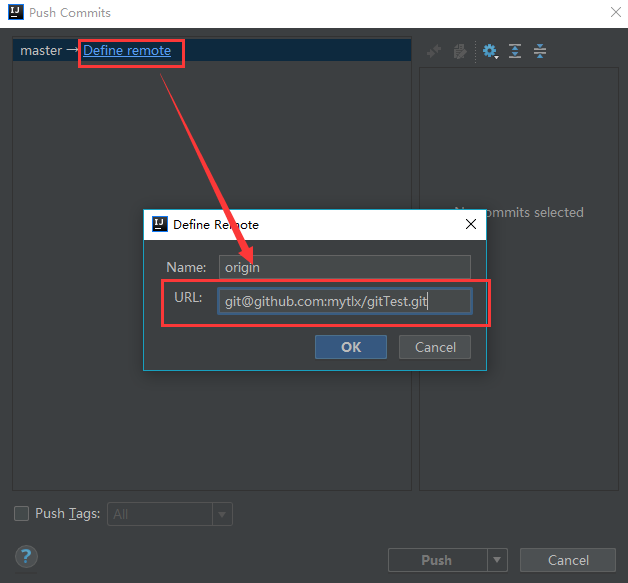 Push Commits
master → Define remote
commits selected
Define Remote
Name: origin
URL: git@github.com:mytlx/gitTest.git
OK Cancel
Push Tags: All
?
Push Cancel